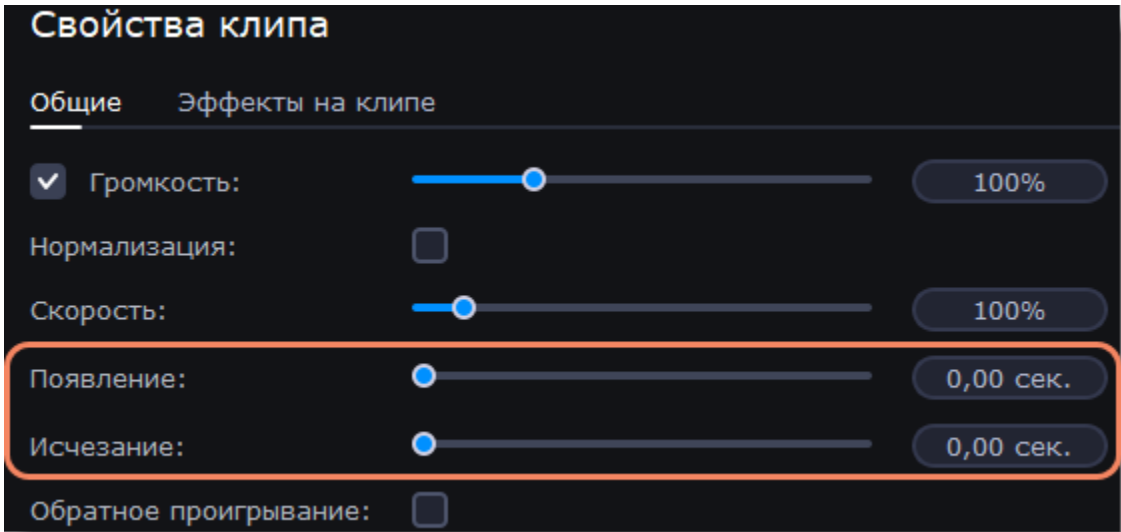 Свойства клипа
Общие Эффекты на клипе
Громкость: 100%
Нормализация:
Скорость: 100%
Появление: 0,00 сек.
Исчезание: 0,00 сек.
Обратное проигрывание: